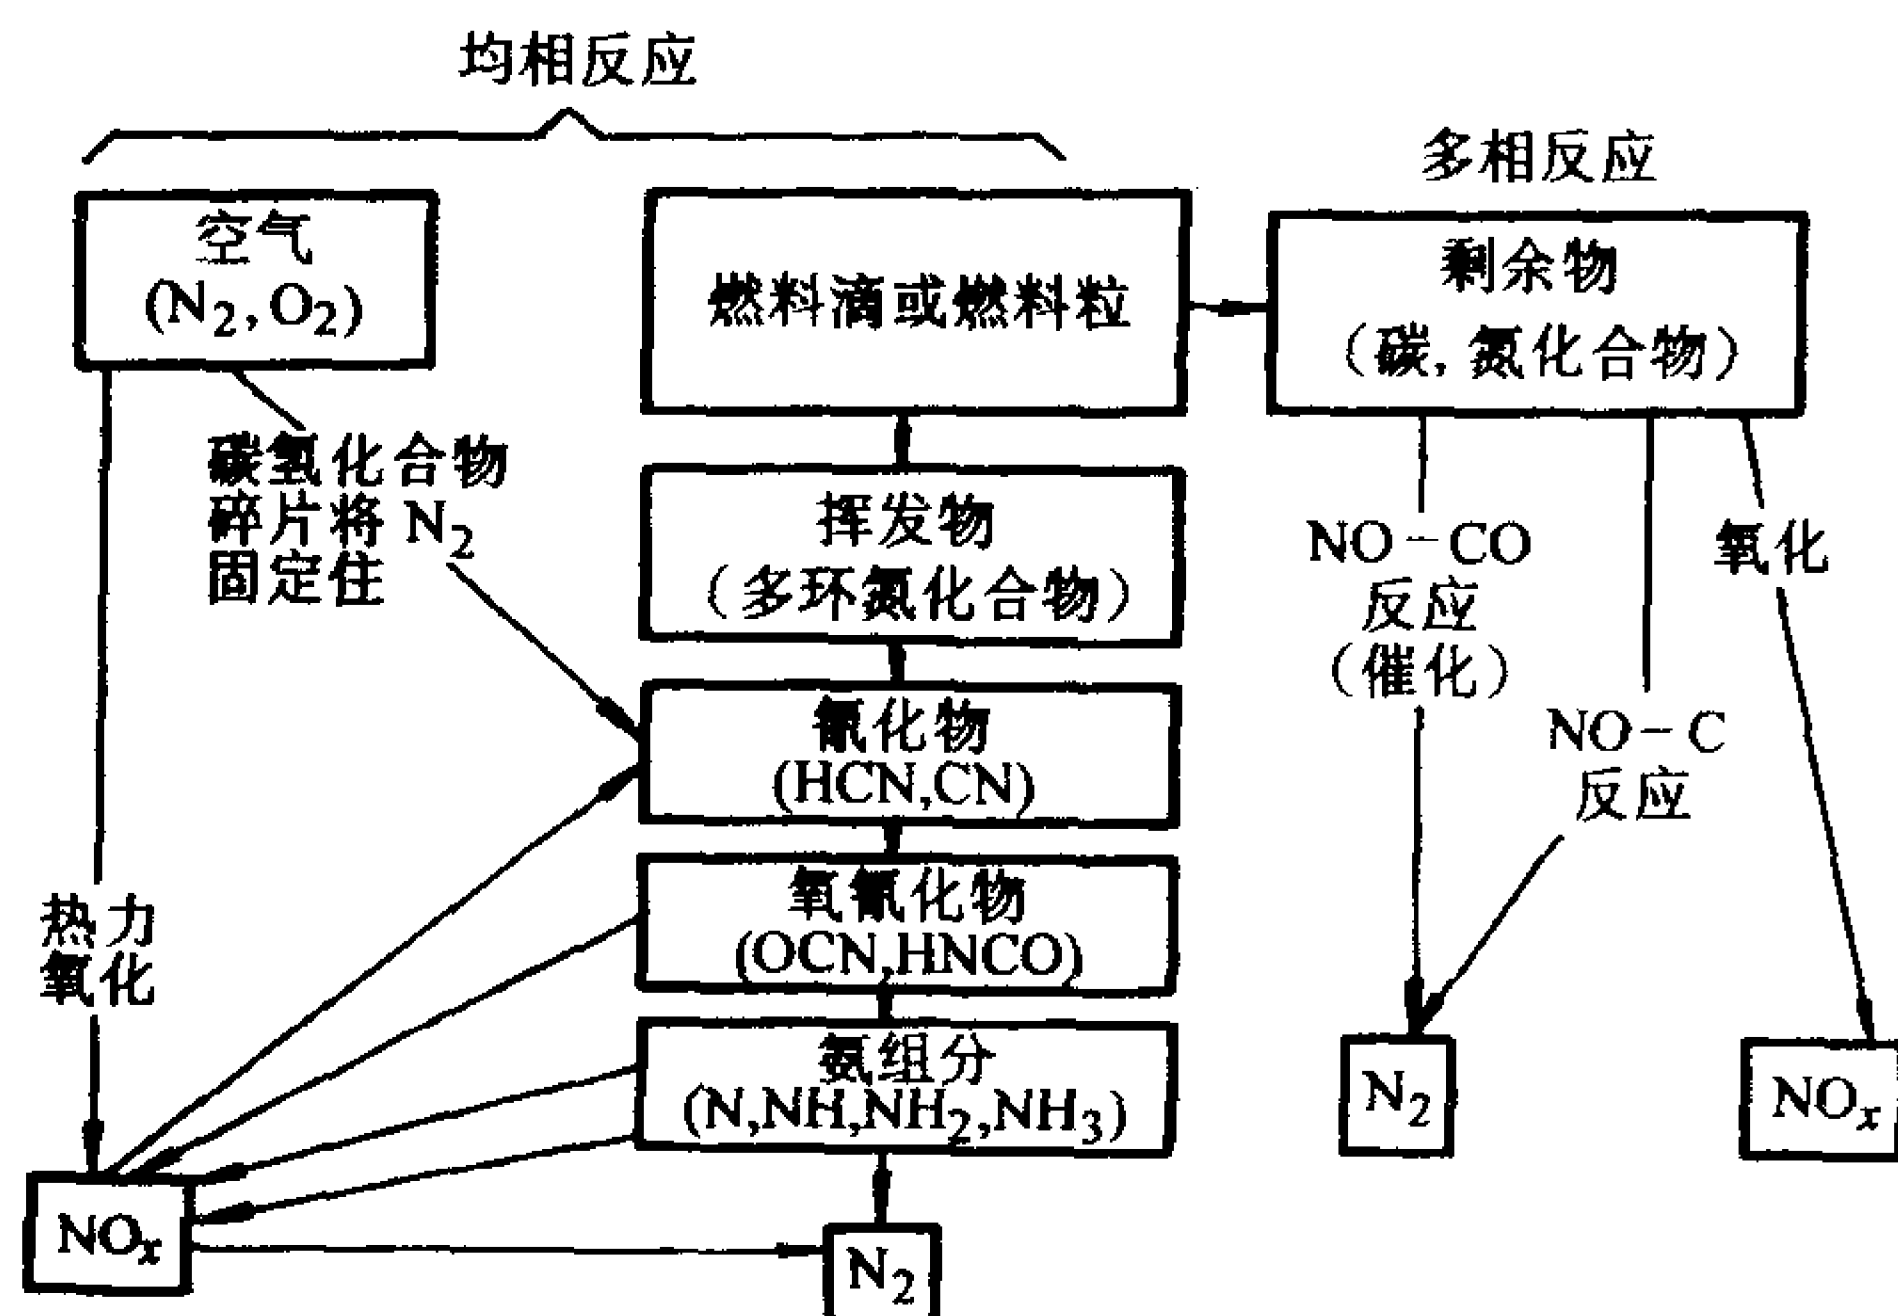 均相反应
多相反应
空气
(N₂,O₂)
燃料滴或燃料粒
剩余物
(碳,氮化合物)
碳氢化合物
碎片将 N₂
固定住
挥发物
(多环氮化合物)
NO-CO
反应
(催化)
氧化
氰化物
(HCN,CN)
NO-C
反应
热力
氧化
氧氰化物
(OCN,HNCO)
氨组分
(N,NH,NH₂,NH₃)
N₂
NOₓ
NOₓ
N₂